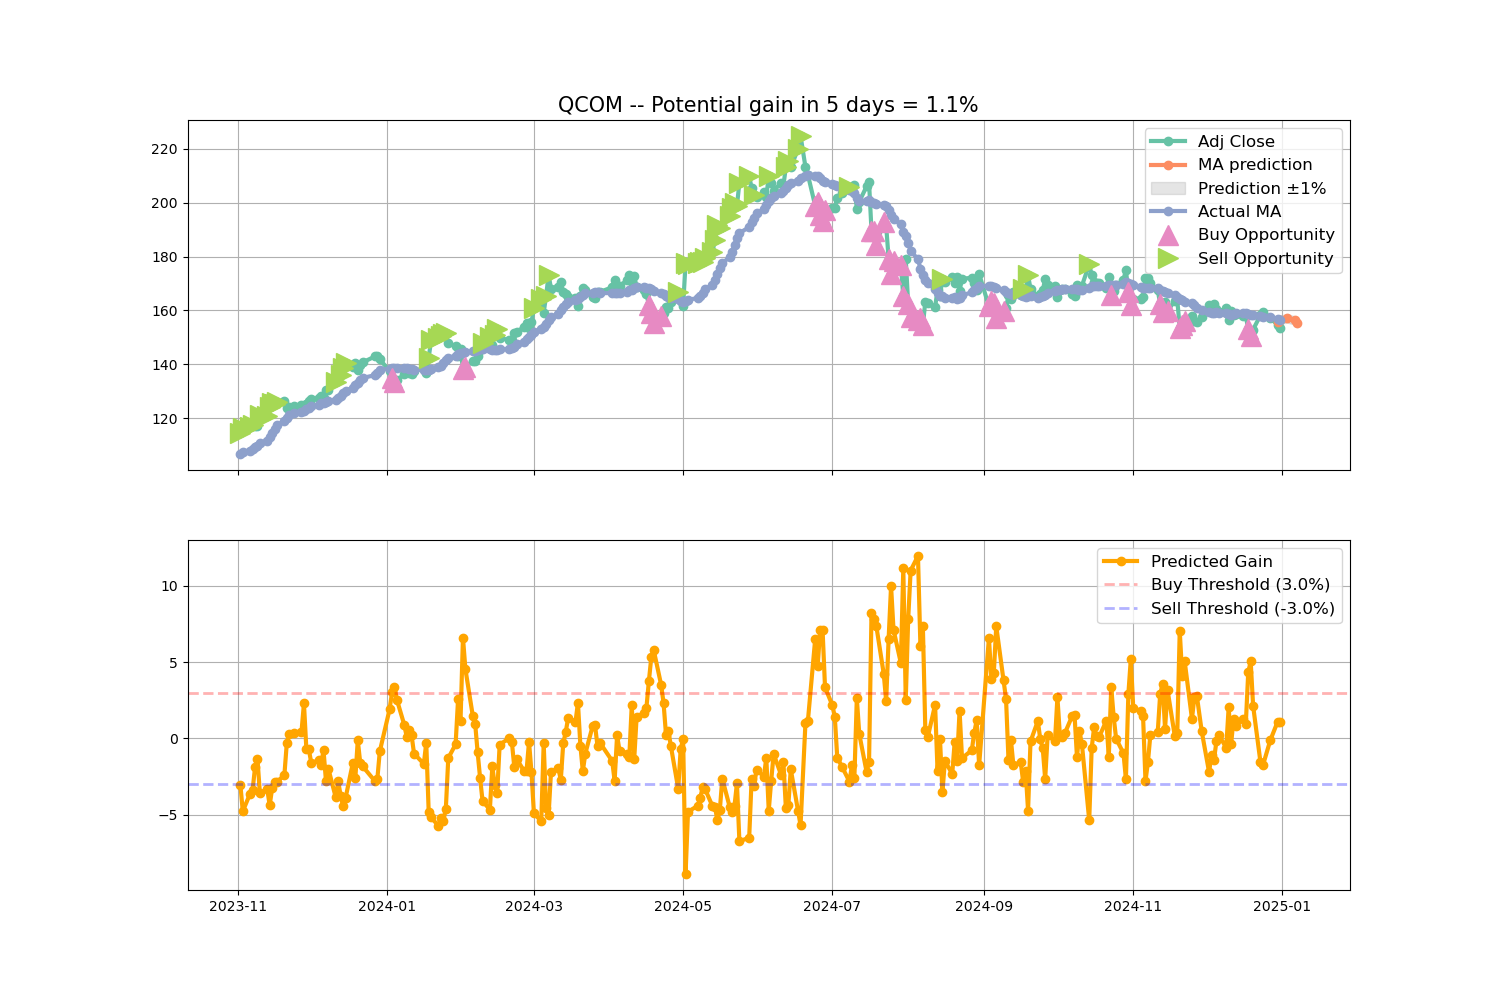 QCOM -- Potential gain in 5 days = 1.1%
220
200
180
160
140
120
Adj Close
MA prediction
Prediction ±1%
Actual MA
Buy Opportunity
Sell Opportunity
10
5
0
−5
Predicted Gain
Buy Threshold (3.0%)
Sell Threshold (-3.0%)
2023-11 2024-01 2024-03 2024-05 2024-07 2024-09 2024-11 2025-01